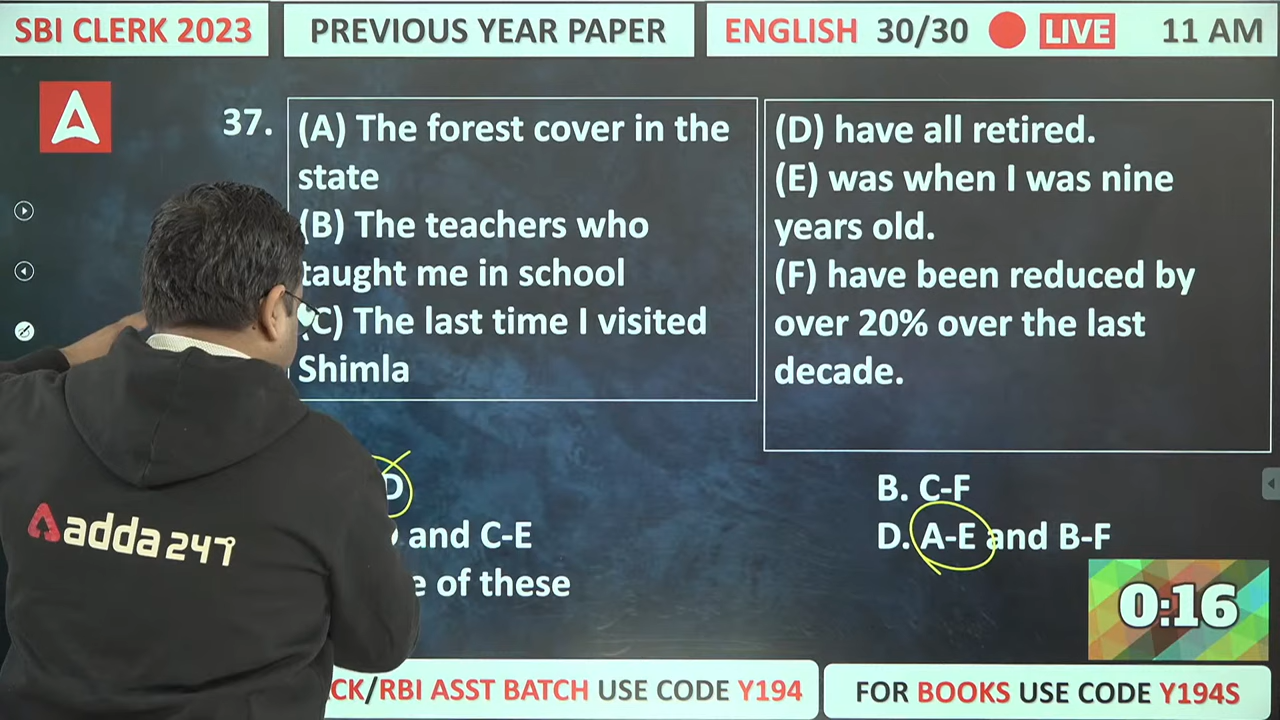 SBI CLERK 2023
PREVIOUS YEAR PAPER
ENGLISH 30/30 LIVE 11 AM
37.
(A) The forest cover in the
state
(B) The teachers who
taught me in school
(C) The last time I visited
Shimla
(D) have all retired.
(E) was when I was nine
years old.
(F) have been reduced by
over 20% over the last
decade.
D
B. C-F
and C-E
D. A-E and B-F
of these
adda247
0:16
/RBI ASST BATCH USE CODE Y194
FOR BOOKS USE CODE Y194S